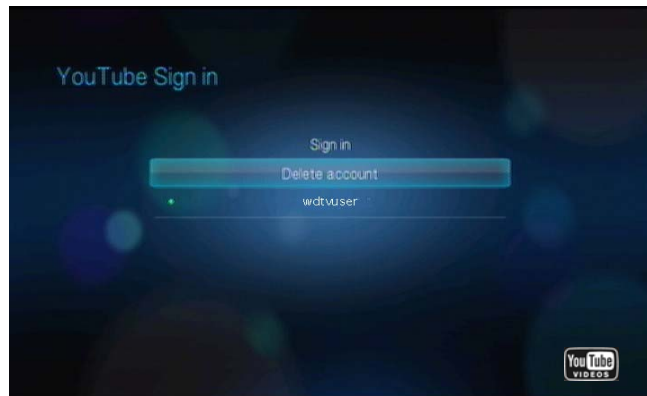 YouTube Sign in
Sign in
Delete account
wdtvuser
You Tube
VIDEOS